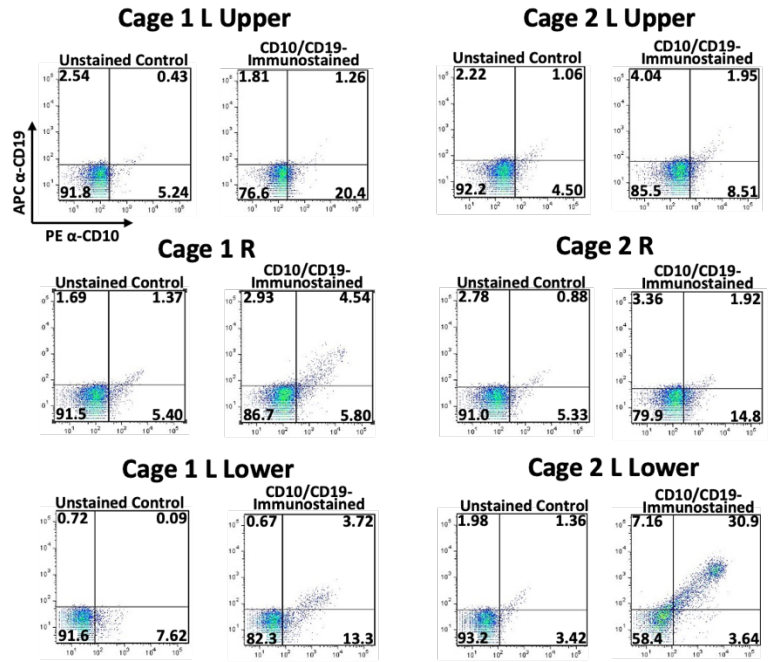 Cage 1 L Upper
Cage 2 L Upper
Unstained Control
CD10/CD19-
Immunostained
Unstained Control
CD10/CD19-
Immunostained
2.54 0.43
1.81 1.26
2.22 1.06
4.04 1.95
91.8 5.24
76.6 20.4
92.2 4.50
85.5 8.51
APC α-CD19
PE α-CD10
Cage 1 R
Cage 2 R
Unstained Control
CD10/CD19-
Immunostained
Unstained Control
CD10/CD19-
Immunostained
1.69 1.37
2.93 4.54
2.78 0.88
3.36 1.92
91.5 5.40
86.7 5.80
91.0 5.33
79.9 14.8
Cage 1 L Lower
Cage 2 L Lower
Unstained Control
CD10/CD19-
Immunostained
Unstained Control
CD10/CD19-
Immunostained
0.72 0.09
0.67 3.72
1.98 1.36
7.16 30.9
91.6 7.62
82.3 13.3
93.2 3.42
58.4 3.64